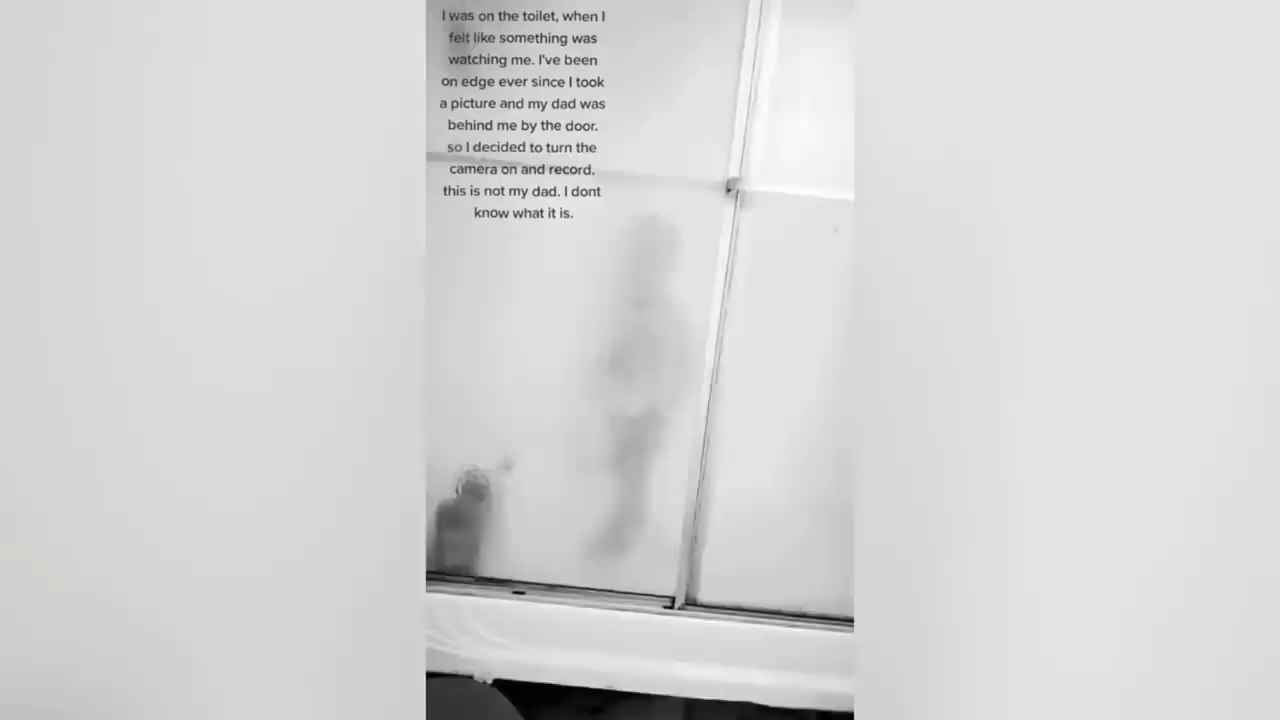 I was on the toilet, when I
felt like something was
watching me. I've been
on edge ever since I took
a picture and my dad was
behind me by the door.
so I decided to turn the
camera on and record.
this is not my dad. I dont
know what it is.